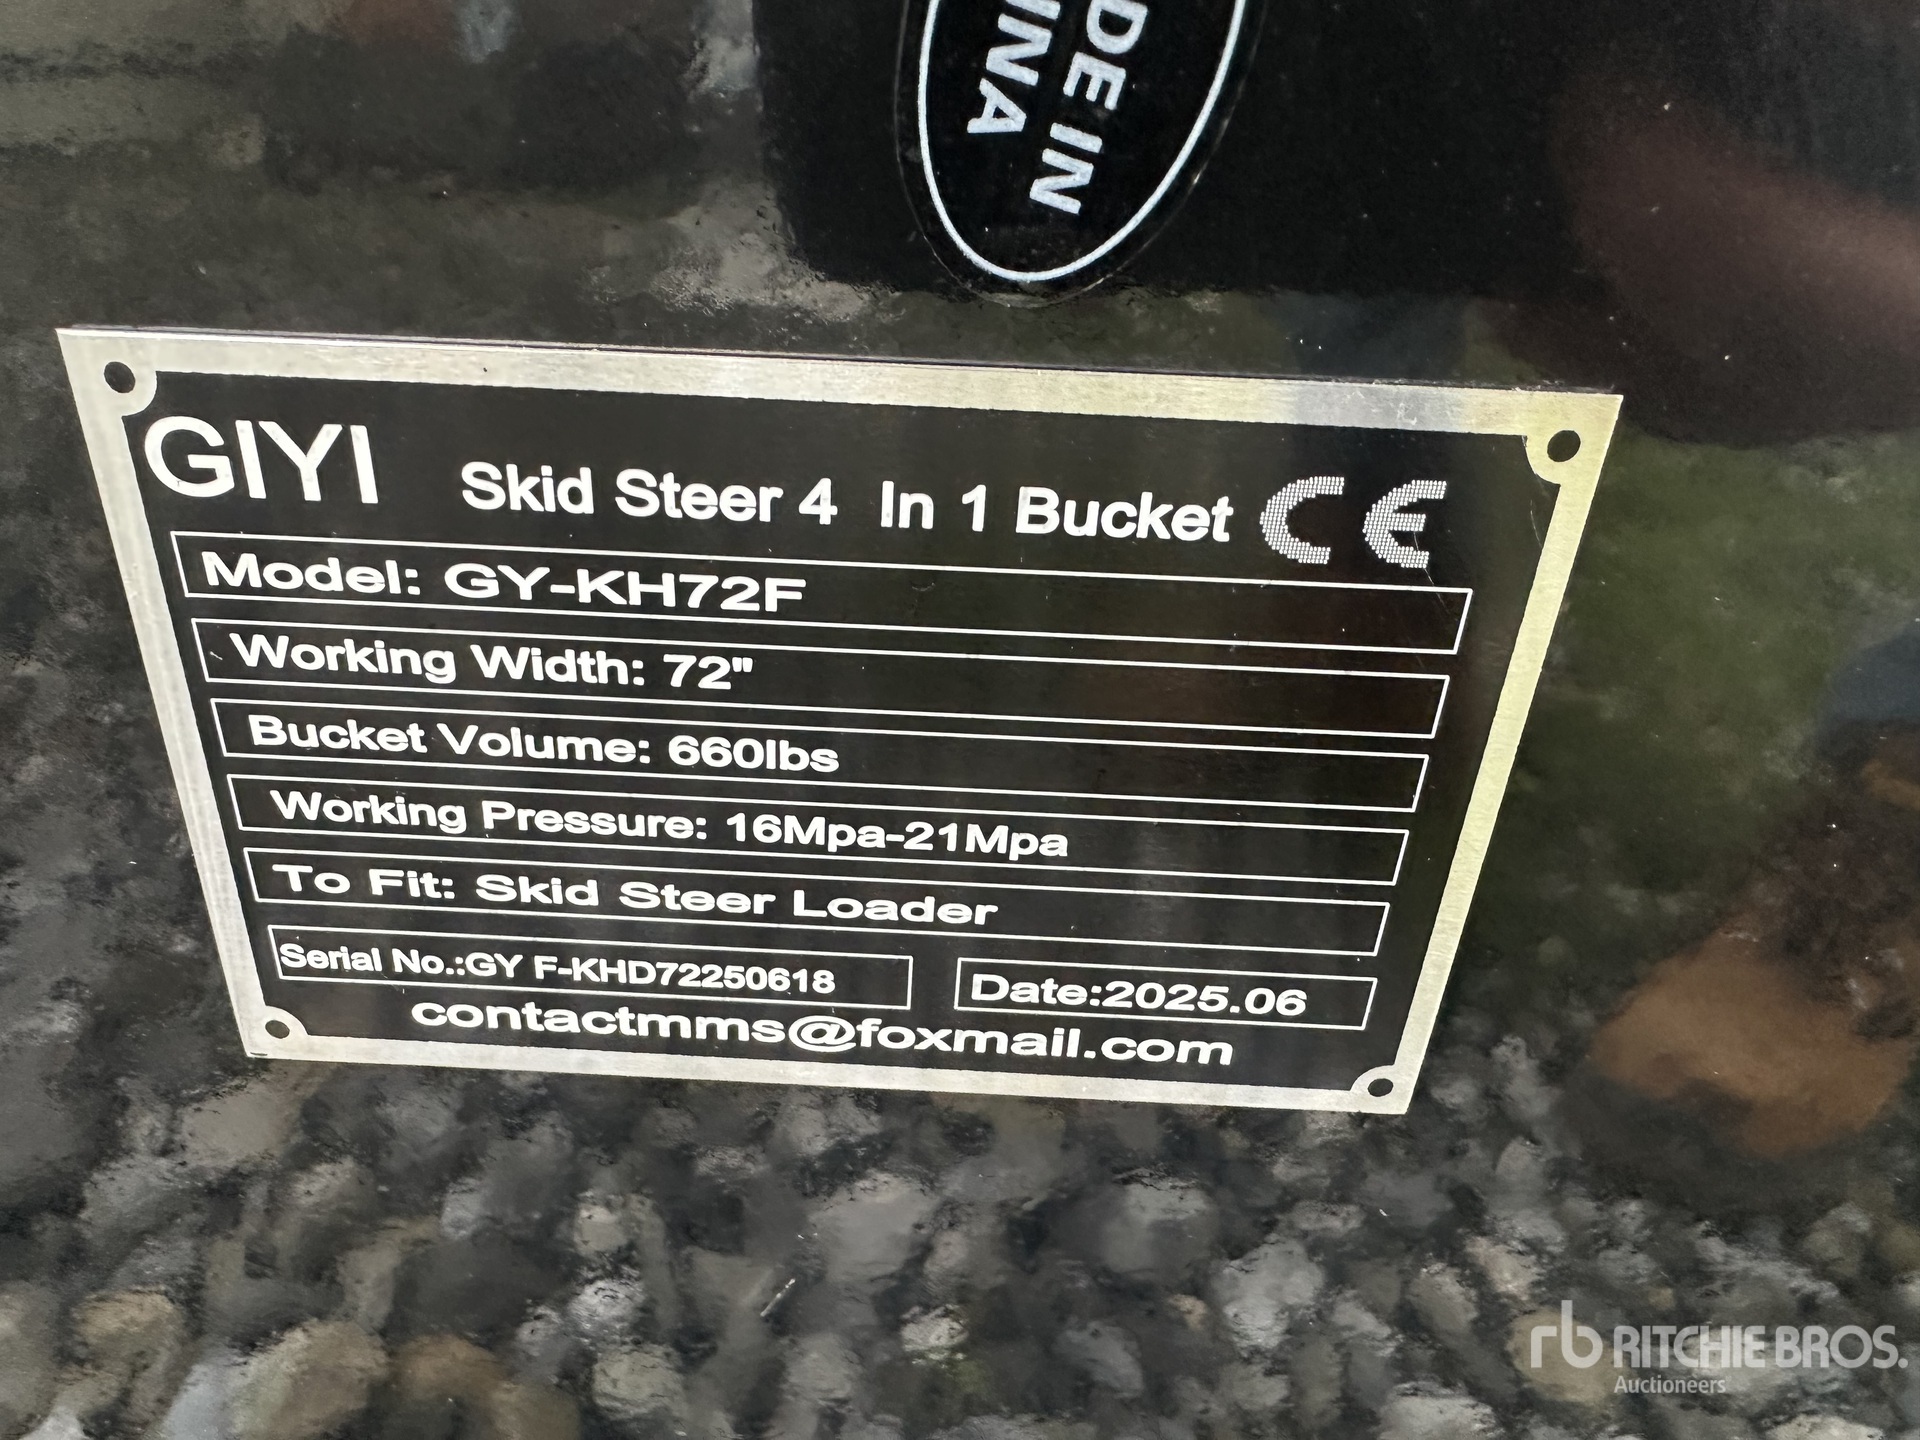 DE IN
INA
GIYI Skid Steer 4 In 1 Bucket CE
Model: GY-KH72F
Working Width: 72"
Bucket Volume: 660lbs
Working Pressure: 16Mpa-21Mpa
To Fit: Skid Steer Loader
Serial No.:GY F-KHD72250618 Date:2025.06
contactmms@foxmail.com
rb RITCHIE BROS.
Auctioneers